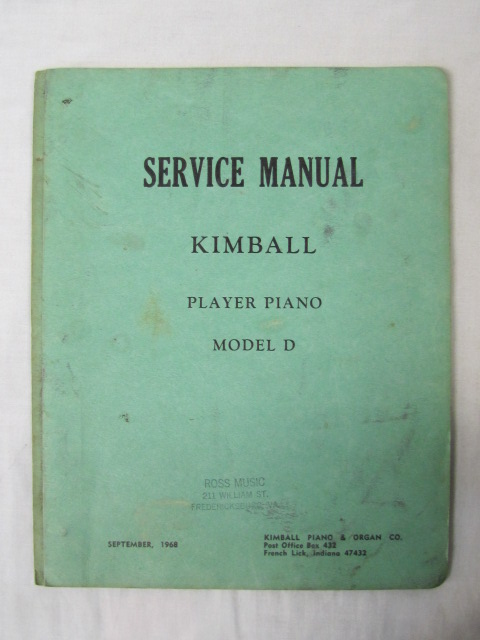 SERVICE MANUAL
KIMBALL
PLAYER PIANO
MODEL D
ROSS MUSIC
211 WILLIAM ST.
SEPTEMBER, 1968
KIMBALL PIANO & ORGAN CO.
Post Office Box 432
French Lick, Indiana 47432